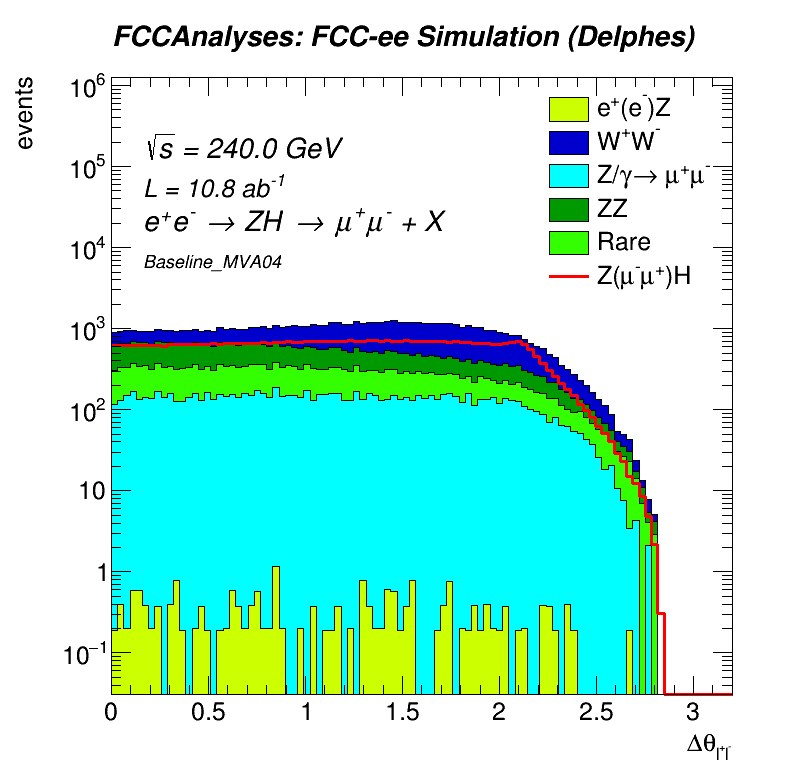 FCCAnalyses: FCC-ee Simulation (Delphes)
events
10⁶
10⁵
10⁴
10³
10²
10
1
10⁻¹
√s = 240.0 GeV
L = 10.8 ab⁻¹
e⁺e⁻ → ZH → μ⁺μ⁻ + X
Baseline_MVA04
e⁺(e⁻)Z
W⁺W⁻
Z/γ→ μ⁺μ⁻
ZZ
Rare
Z(μ⁻μ⁺)H
0 0.5 1 1.5 2 2.5 3
Δθ_l⁺l⁻